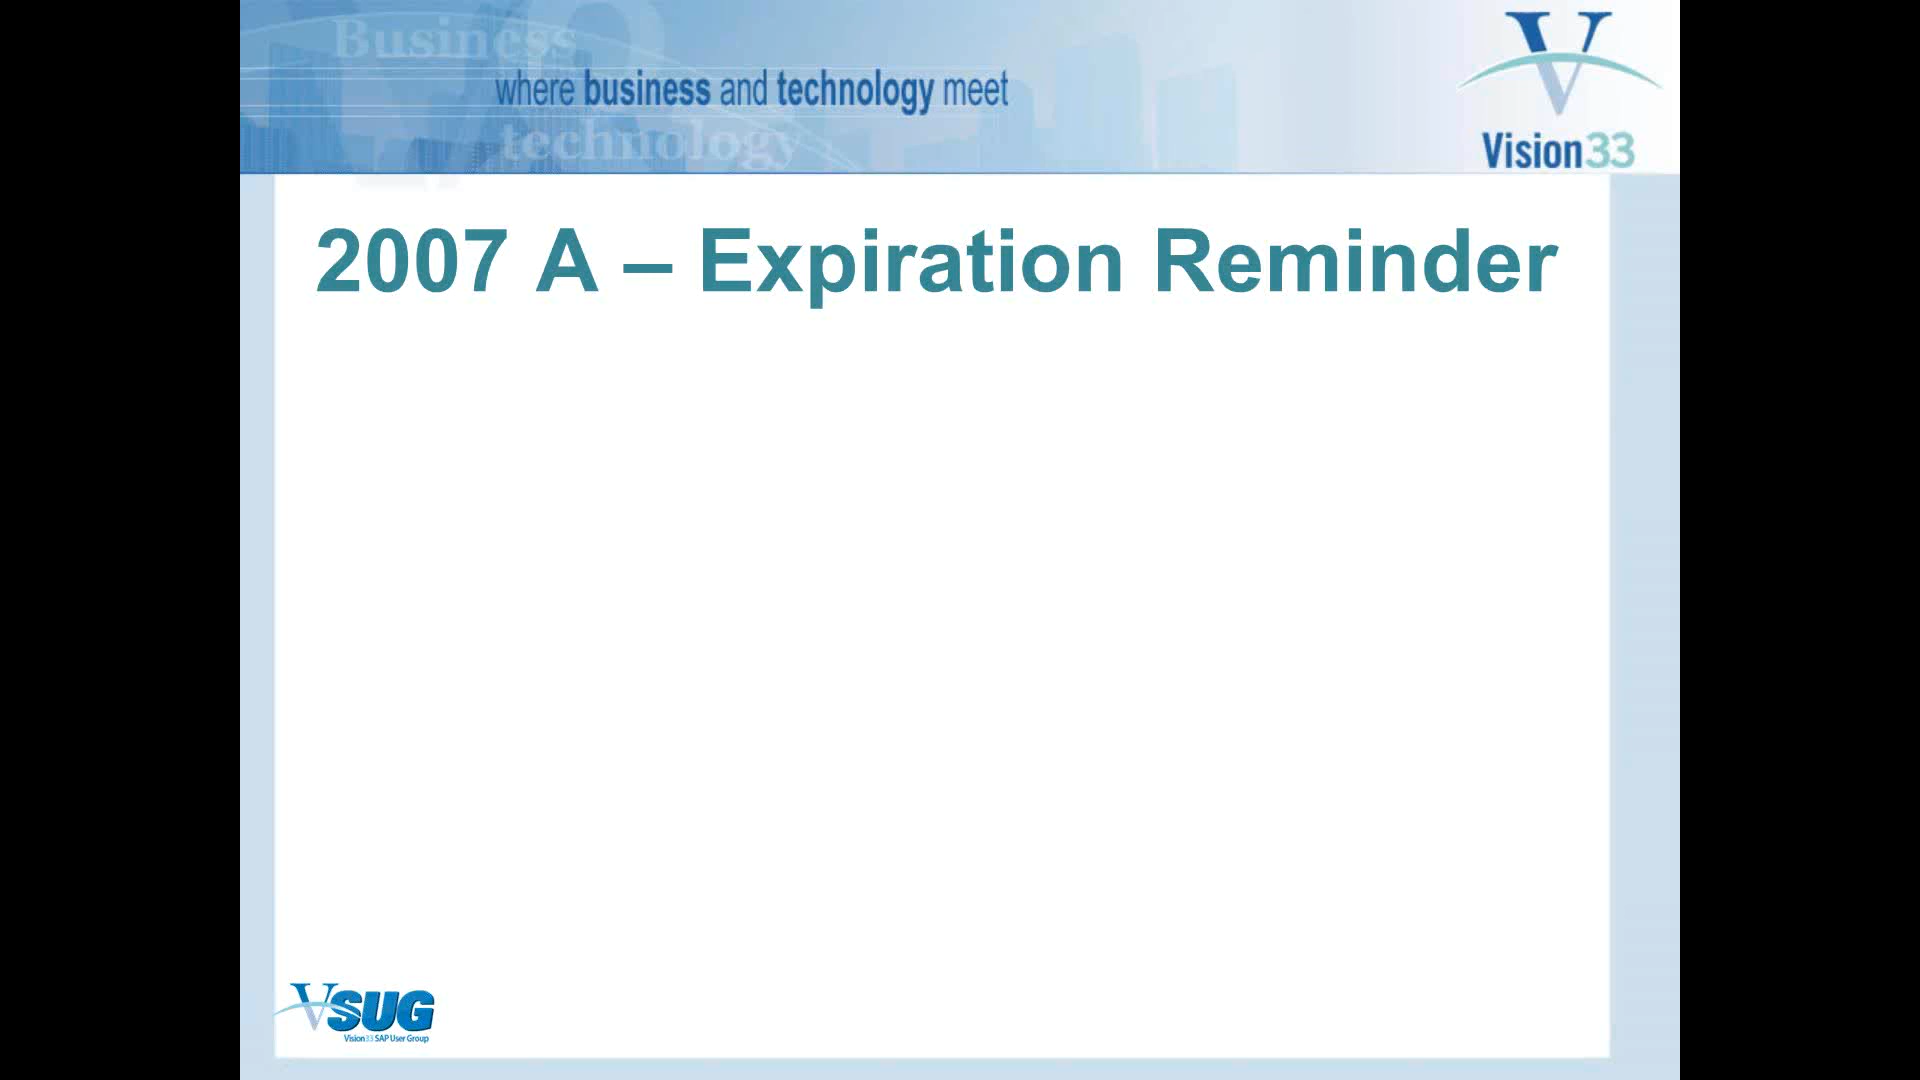 Business
where business and technology meet
technology
Vision33
2007 A – Expiration Reminder
VSUG
Vision33 SAP User Group